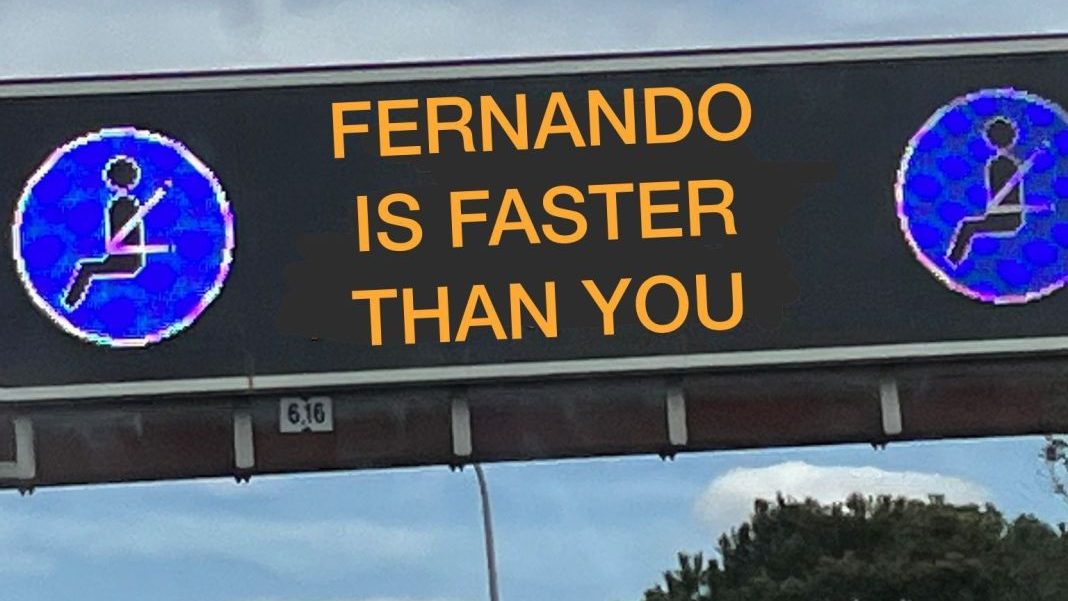 FERNANDO
IS FASTER
THAN YOU
6.16